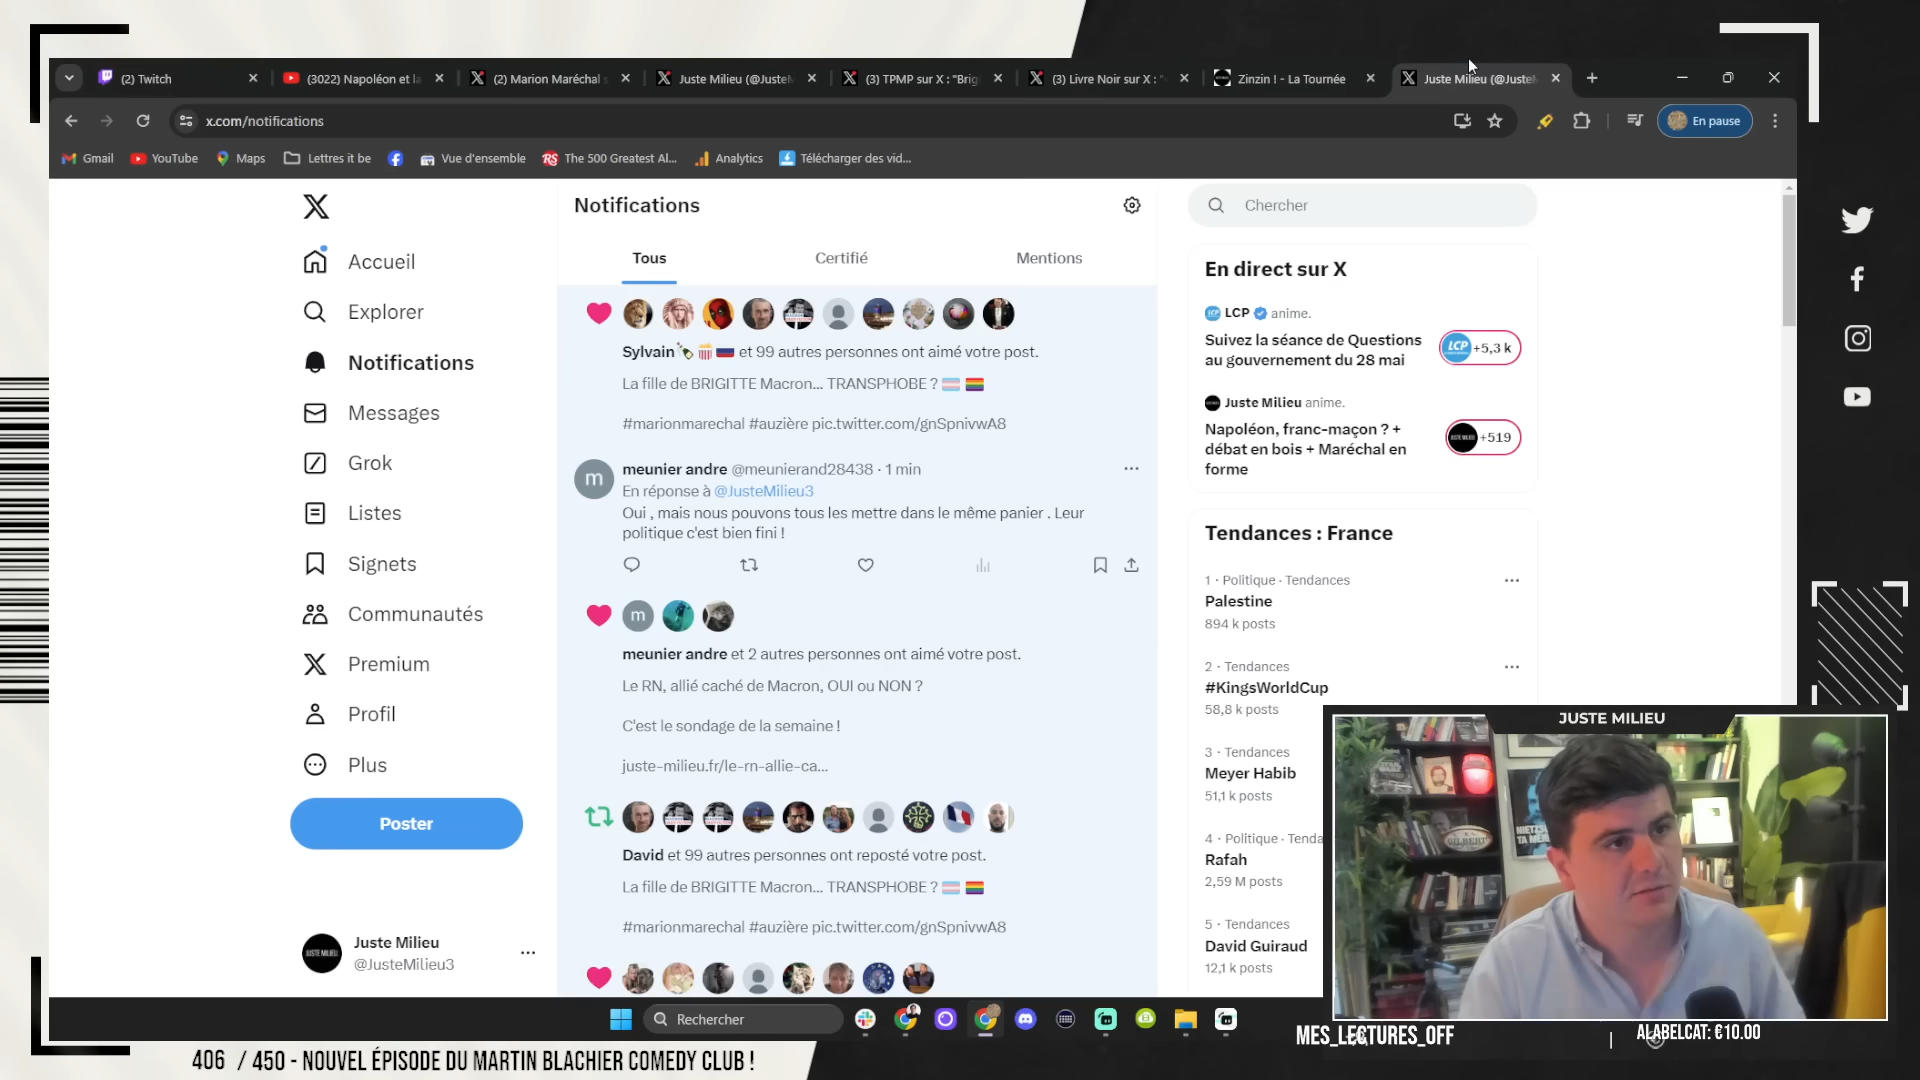 (2) Twitch
(3022) Napoléon et la
(2) Marion Maréchal s
Juste Milieu (@JusteM
(3) TPMP sur X : "Brig
(3) Livre Noir sur X : "
Zinzin ! - La Tournée
Juste Milieu (@JusteM
x.com/notifications
En pause
Gmail
YouTube
Maps
Lettres it be
Vue d'ensemble
The 500 Greatest Al...
Analytics
Télécharger des vid...
Accueil
Explorer
Notifications
Messages
Grok
Listes
Signets
Communautés
Premium
Profil
Plus
Poster
Juste Milieu
@JusteMilieu3
Notifications
Tous
Certifié
Mentions
Sylvain et 99 autres personnes ont aimé votre post.
La fille de BRIGITTE Macron... TRANSPHOBE ?
#marionmarechal #auzière pic.twitter.com/gnSpnivwA8
m
meunier andre @meunierand28438 · 1 min
En réponse à @JusteMilieu3
Oui , mais nous pouvons tous les mettre dans le même panier . Leur
politique c'est bien fini !
m
meunier andre et 2 autres personnes ont aimé votre post.
Le RN, allié caché de Macron, OUI ou NON ?
C'est le sondage de la semaine !
juste-milieu.fr/le-rn-allie-ca...
David et 99 autres personnes ont reposté votre post.
La fille de BRIGITTE Macron... TRANSPHOBE ?
#marionmarechal #auzière pic.twitter.com/gnSpnivwA8
Chercher
En direct sur X
LCP anime.
Suivez la séance de Questions
au gouvernement du 28 mai
LCP
+5,3 k
Juste Milieu anime.
Napoléon, franc-maçon ? +
débat en bois + Maréchal en
forme
+519
Tendances : France
1 · Politique · Tendances
Palestine
894 k posts
2 · Tendances
#KingsWorldCup
58,8 k posts
3 · Tendances
Meyer Habib
51,1 k posts
4 · Politique · Tenda
Rafah
2,59 M posts
5 · Tendances
David Guiraud
12,1 k posts
JUSTE MILIEU
GILBERT
Rechercher
MES_LECTURES_OFF
|
ALABELCAT: €10.00
406 / 450 - NOUVEL ÉPISODE DU MARTIN BLACHIER COMEDY CLUB !